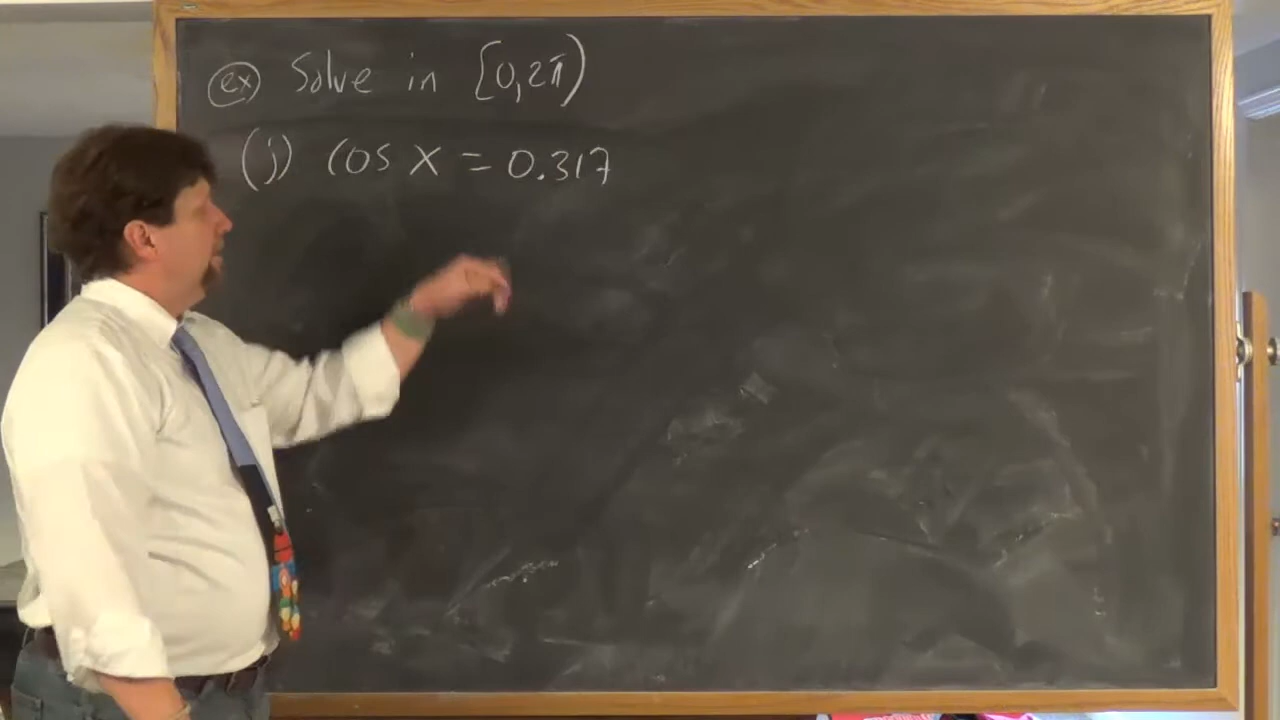 ex Solve in [0,2π)
(j) cos x = 0.317